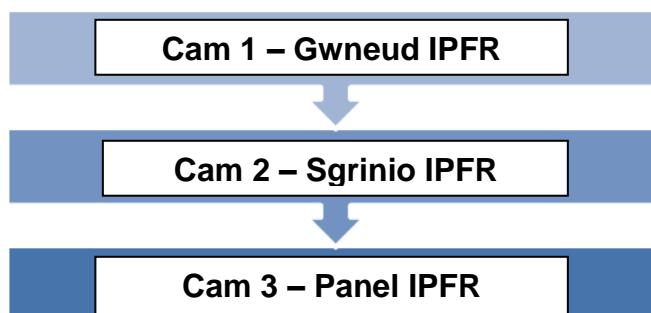 Cam 1 – Gwneud IPFR
Cam 2 – Sgrinio IPFR
Cam 3 – Panel IPFR